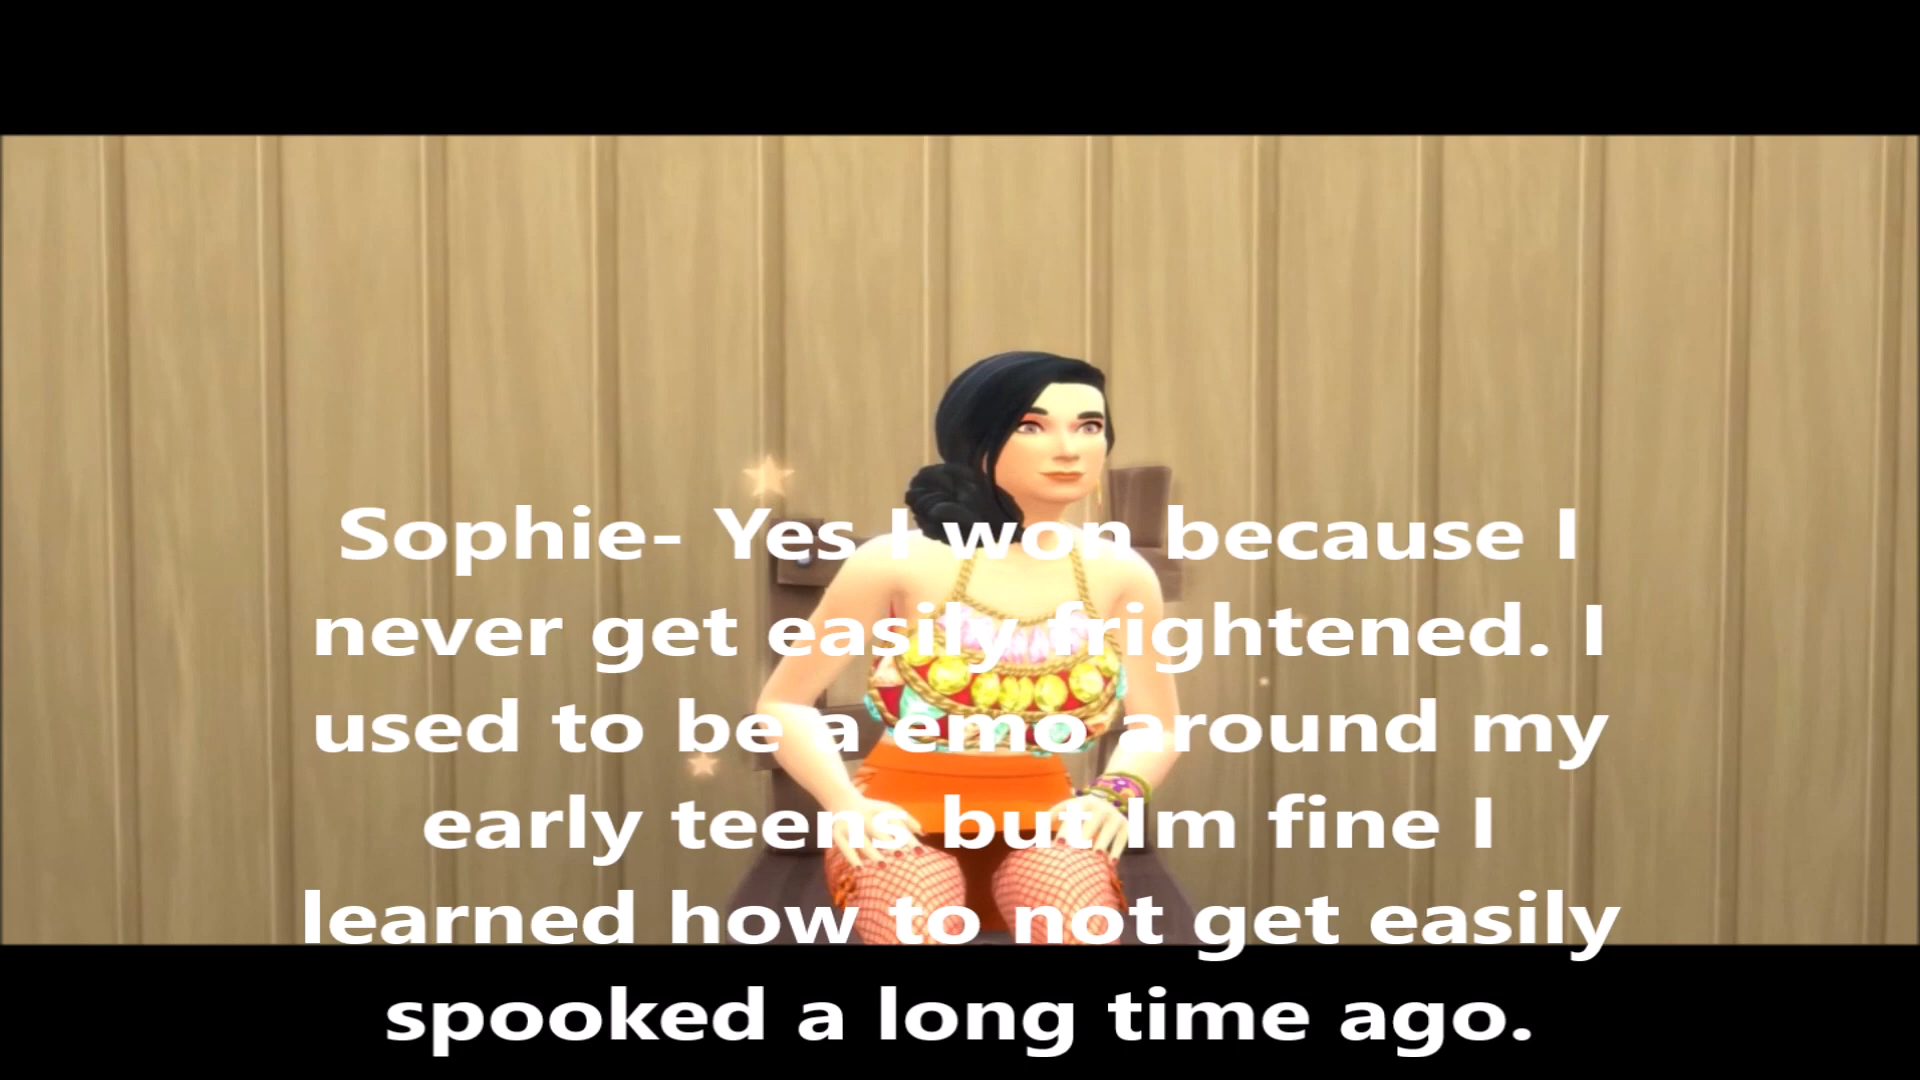 Sophie- Yes I won because I
never get easily frightened. I
used to be a emo around my
early teens but Im fine I
learned how to not get easily
spooked a long time ago.